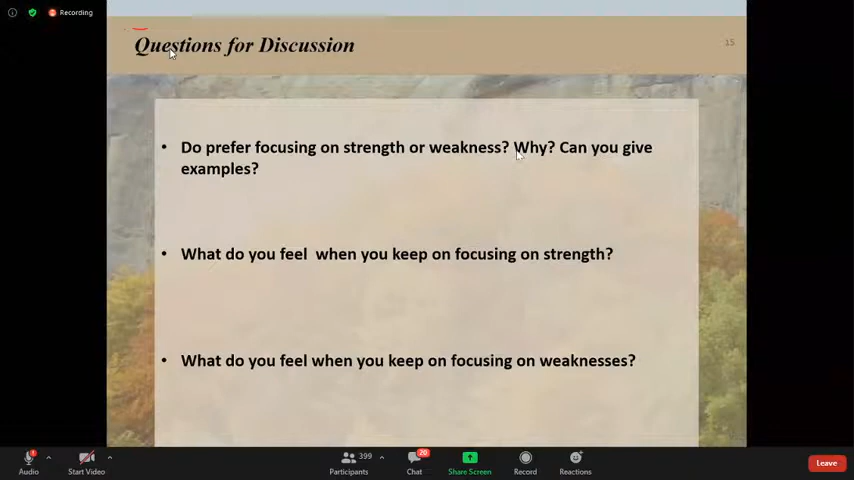 Recording
Questions for Discussion
15
• Do prefer focusing on strength or weakness? Why? Can you give
examples?
• What do you feel  when you keep on focusing on strength?
• What do you feel when you keep on focusing on weaknesses?
399
20
Audio
Start Video
Participants
Chat
Share Screen
Record
Reactions
Leave